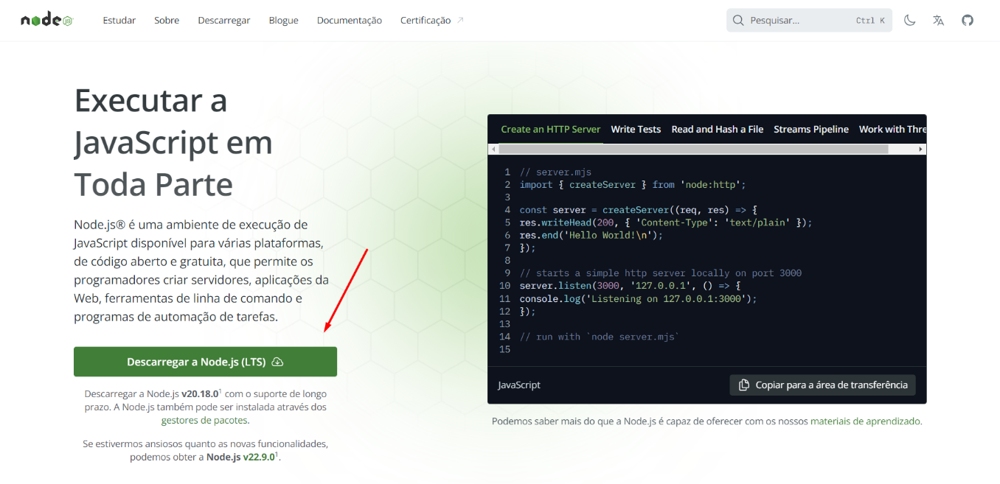 node JS
Estudar Sobre Descarregar Blogue Documentação Certificação
Pesquisar... Ctrl K
Executar a
JavaScript em
Toda Parte
Node.js® é uma ambiente de execução de
JavaScript disponível para várias plataformas,
de código aberto e gratuita, que permite os
programadores criar servidores, aplicações da
Web, ferramentas de linha de comando e
programas de automação de tarefas.
Descarregar a Node.js (LTS)
Descarregar a Node.js v20.18.0¹ com o suporte de longo
prazo. A Node.js também pode ser instalada através dos
gestores de pacotes.
Se estivermos ansiosos quanto as novas funcionalidades,
podemos obter a Node.js v22.9.0¹.
Create an HTTP Server Write Tests Read and Hash a File Streams Pipeline Work with Thre
1 // server.mjs
2 import { createServer } from 'node:http';
3
4 const server = createServer((req, res) => {
5 res.writeHead(200, { 'Content-Type': 'text/plain' });
6 res.end('Hello World!\n');
7 });
8
9 // starts a simple http server locally on port 3000
10 server.listen(3000, '127.0.0.1', () => {
11 console.log('Listening on 127.0.0.1:3000');
12 });
13
14 // run with `node server.mjs`
15
JavaScript
Copiar para a área de transferência
Podemos saber mais do que a Node.js é capaz de oferecer com os nossos materiais de aprendizado.